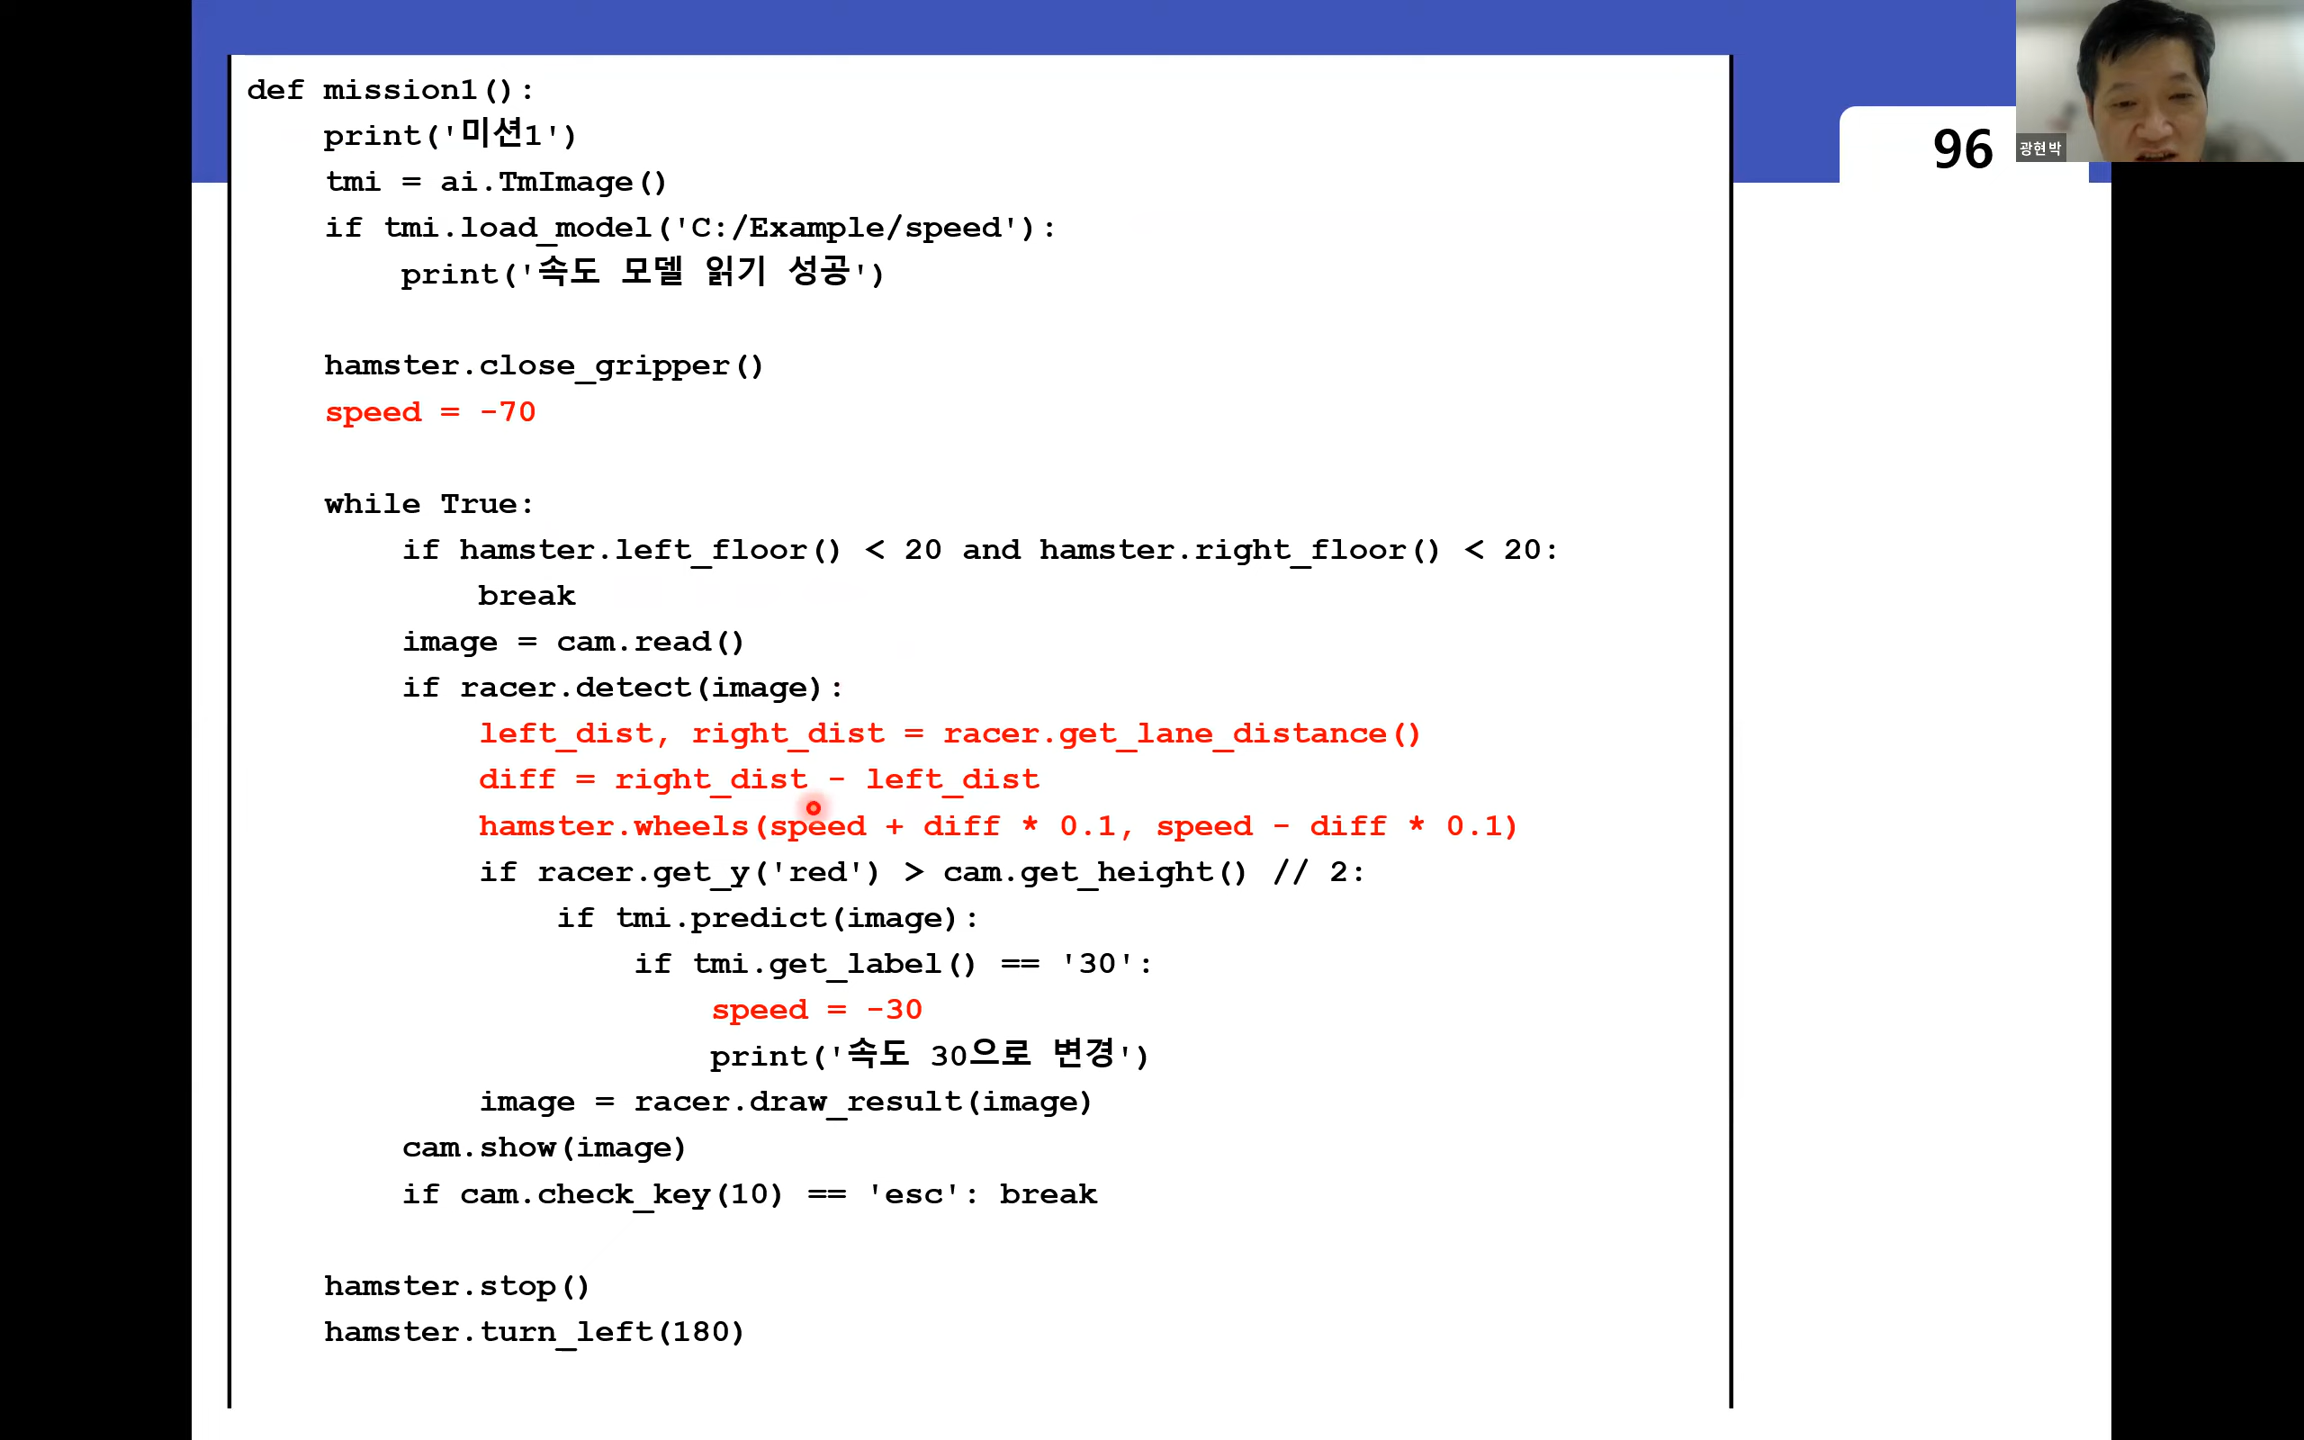 def mission1():
    print('미션1')
    tmi = ai.TmImage()
    if tmi.load_model('C:/Example/speed'):
        print('속도 모델 읽기 성공')
    hamster.close_gripper()
    speed = -70
    while True:
        if hamster.left_floor() < 20 and hamster.right_floor() < 20:
            break
        image = cam.read()
        if racer.detect(image):
            left_dist, right_dist = racer.get_lane_distance()
            diff = right_dist - left_dist
            hamster.wheels(speed + diff * 0.1, speed - diff * 0.1)
            if racer.get_y('red') > cam.get_height() // 2:
                if tmi.predict(image):
                    if tmi.get_label() == '30':
                        speed = -30
                        print('속도 30으로 변경')
            image = racer.draw_result(image)
        cam.show(image)
        if cam.check_key(10) == 'esc': break
    hamster.stop()
    hamster.turn_left(180)
96
광현박